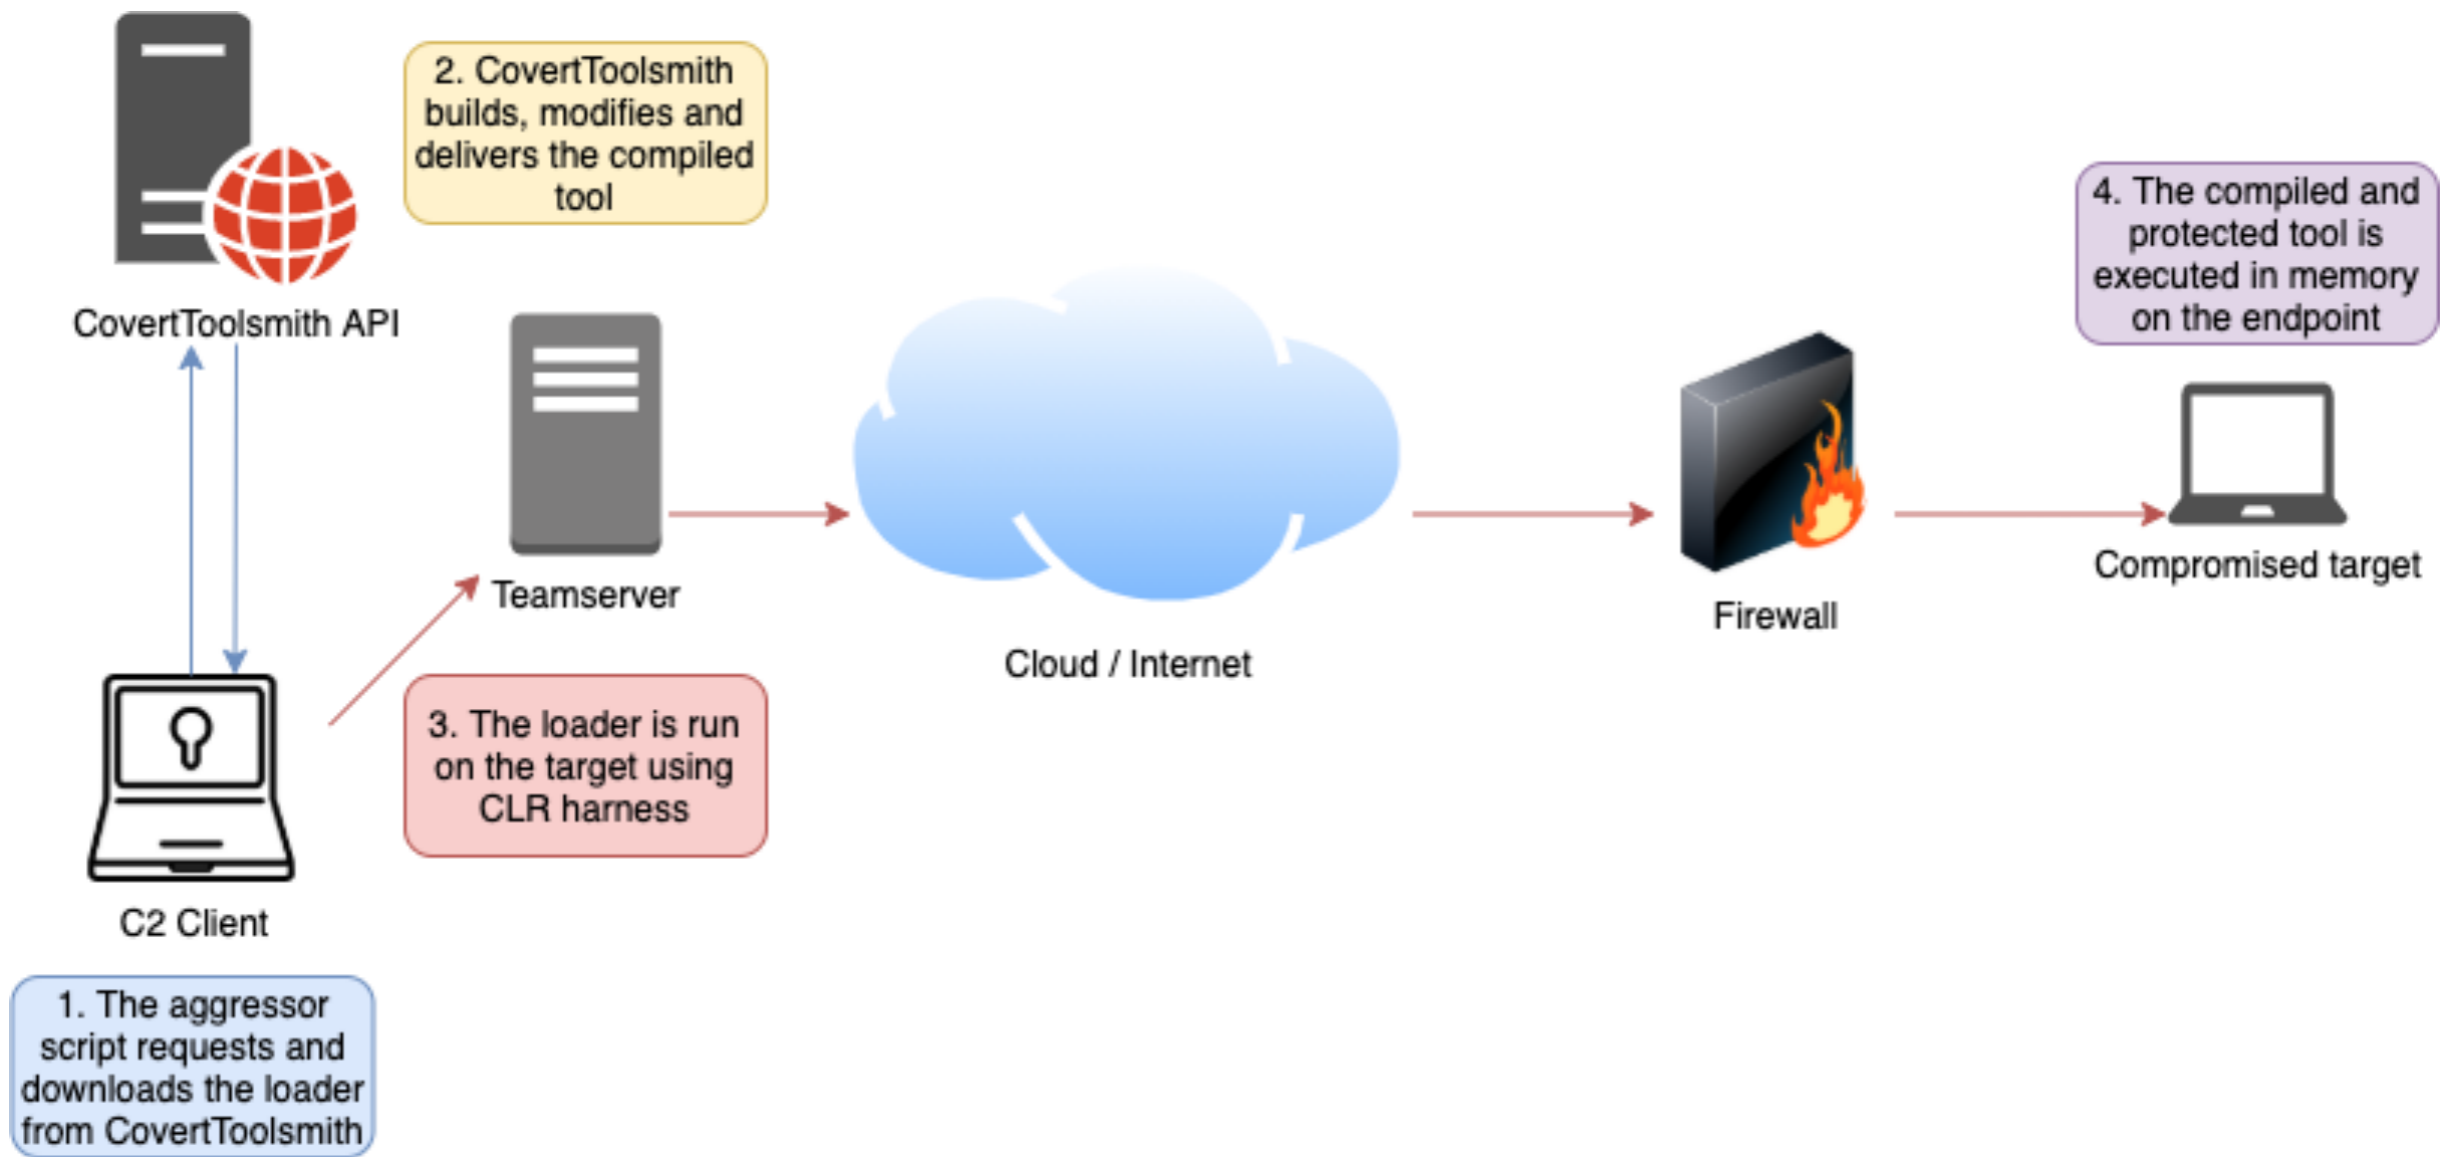 2. CovertToolsmith
builds, modifies and
delivers the compiled
tool
CovertToolsmith API
4. The compiled and
protected tool is
executed in memory
on the endpoint
Teamserver
Compromised target
Firewall
Cloud / Internet
3. The loader is run
on the target using
CLR harness
C2 Client
1. The aggressor
script requests and
downloads the loader
from CovertToolsmith